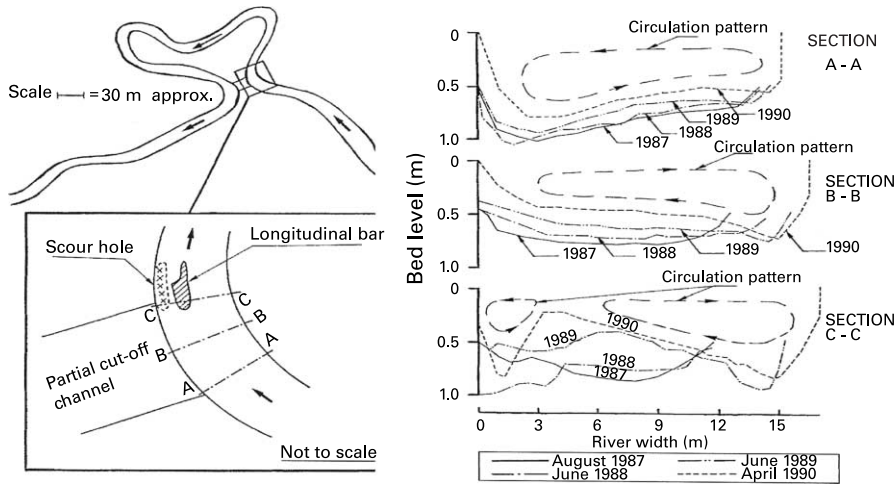 Scale = 30 m approx.
Scour hole
Longitudinal bar
C
C
B
B
A
A
Partial cut-off
channel
Not to scale
Bed level (m)
0
0.5
1.0
Circulation pattern
SECTION
A - A
1990
1989
1988
1987
0
0.5
1.0
Circulation pattern
SECTION
B - B
1987
1988
1989
1990
0
0.5
1.0
Circulation pattern
SECTION
C - C
1990
1989
1988
1987
0 3 6 9 12 15
River width (m)
August 1987
June 1989
June 1988
April 1990